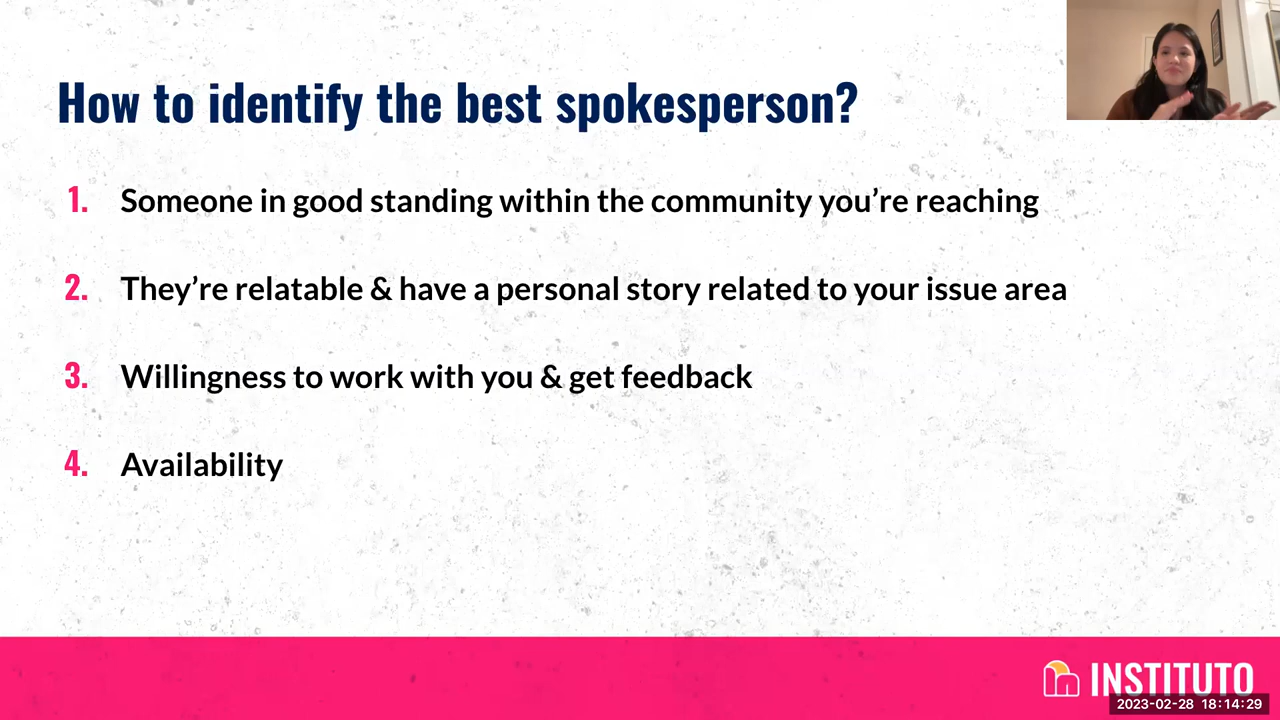 How to identify the best spokesperson?
1. Someone in good standing within the community you’re reaching
2. They’re relatable & have a personal story related to your issue area
3. Willingness to work with you & get feedback
4. Availability
INSTITUTO
2023-02-28 18:14:29